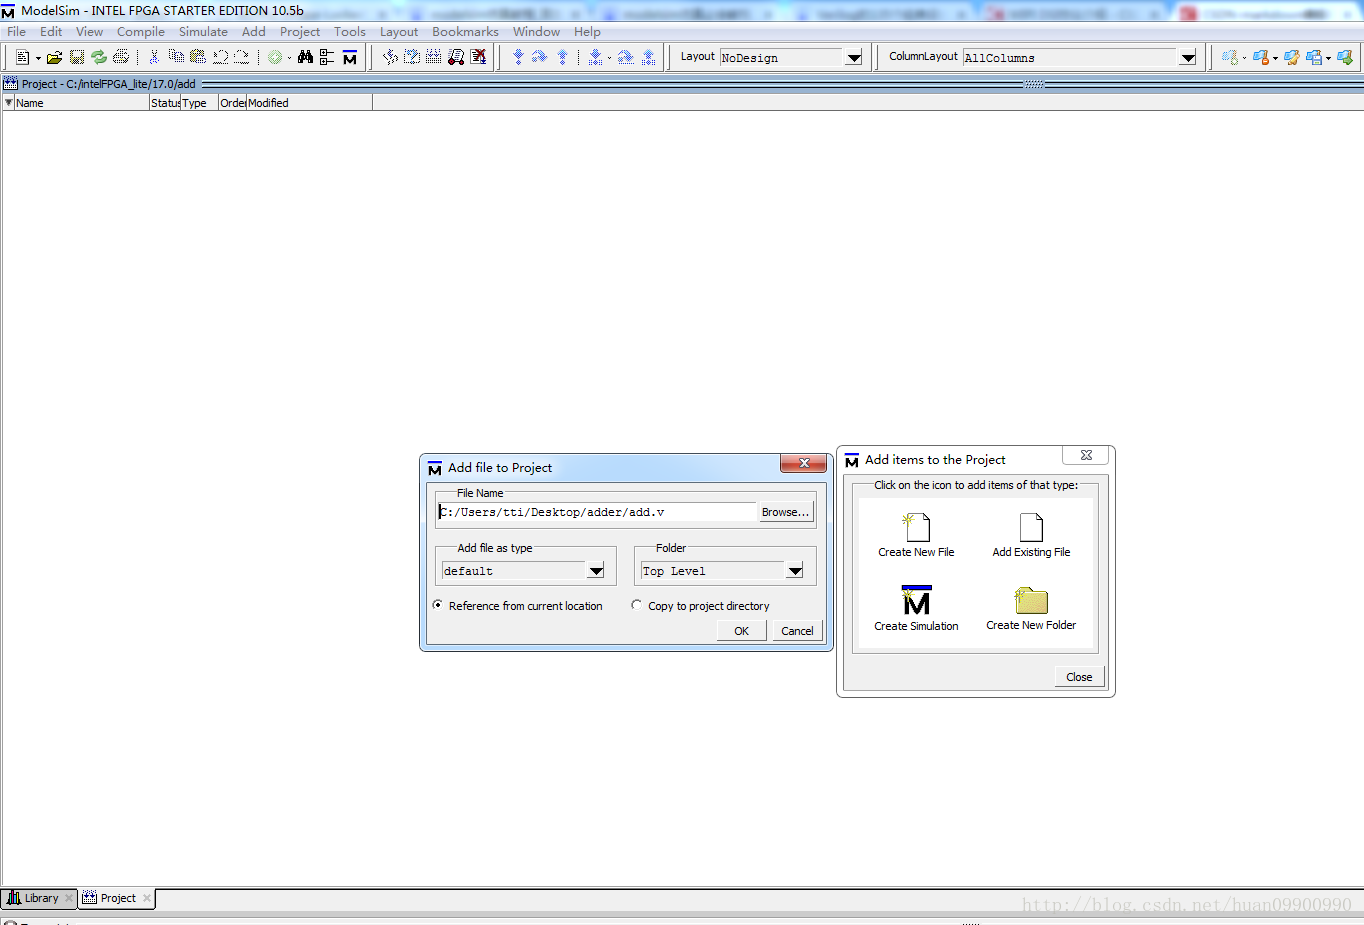 ModelSim - INTEL FPGA STARTER EDITION 10.5b
File Edit View Compile Simulate Add Project Tools Layout Bookmarks Window Help
Layout NoDesign ColumnLayout AllColumns
Project - C:/intelFPGA_lite/17.0/add
Name Status Type Order Modified
Add file to Project
File Name
C:/Users/tti/Desktop/adder/add.v Browse...
Add file as type Folder
default Top Level
Reference from current location Copy to project directory
OK Cancel
Add items to the Project
Click on the icon to add items of that type:
Create New File Add Existing File
Create Simulation Create New Folder
Close
Library Project
http://blog.csdn.net/huan09900990